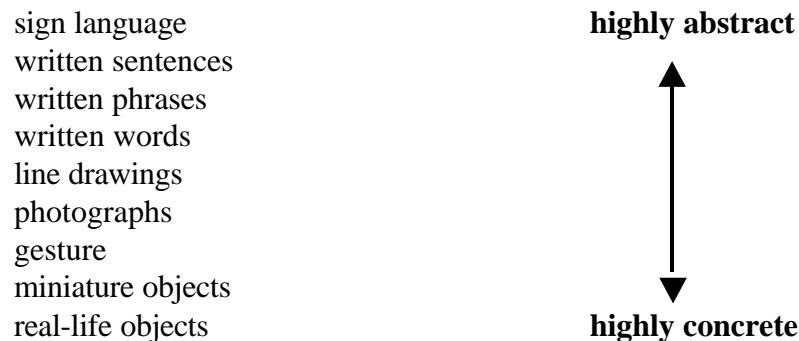 sign language highly abstract
written sentences
written phrases
written words
line drawings
photographs
gesture
miniature objects
real-life objects highly concrete